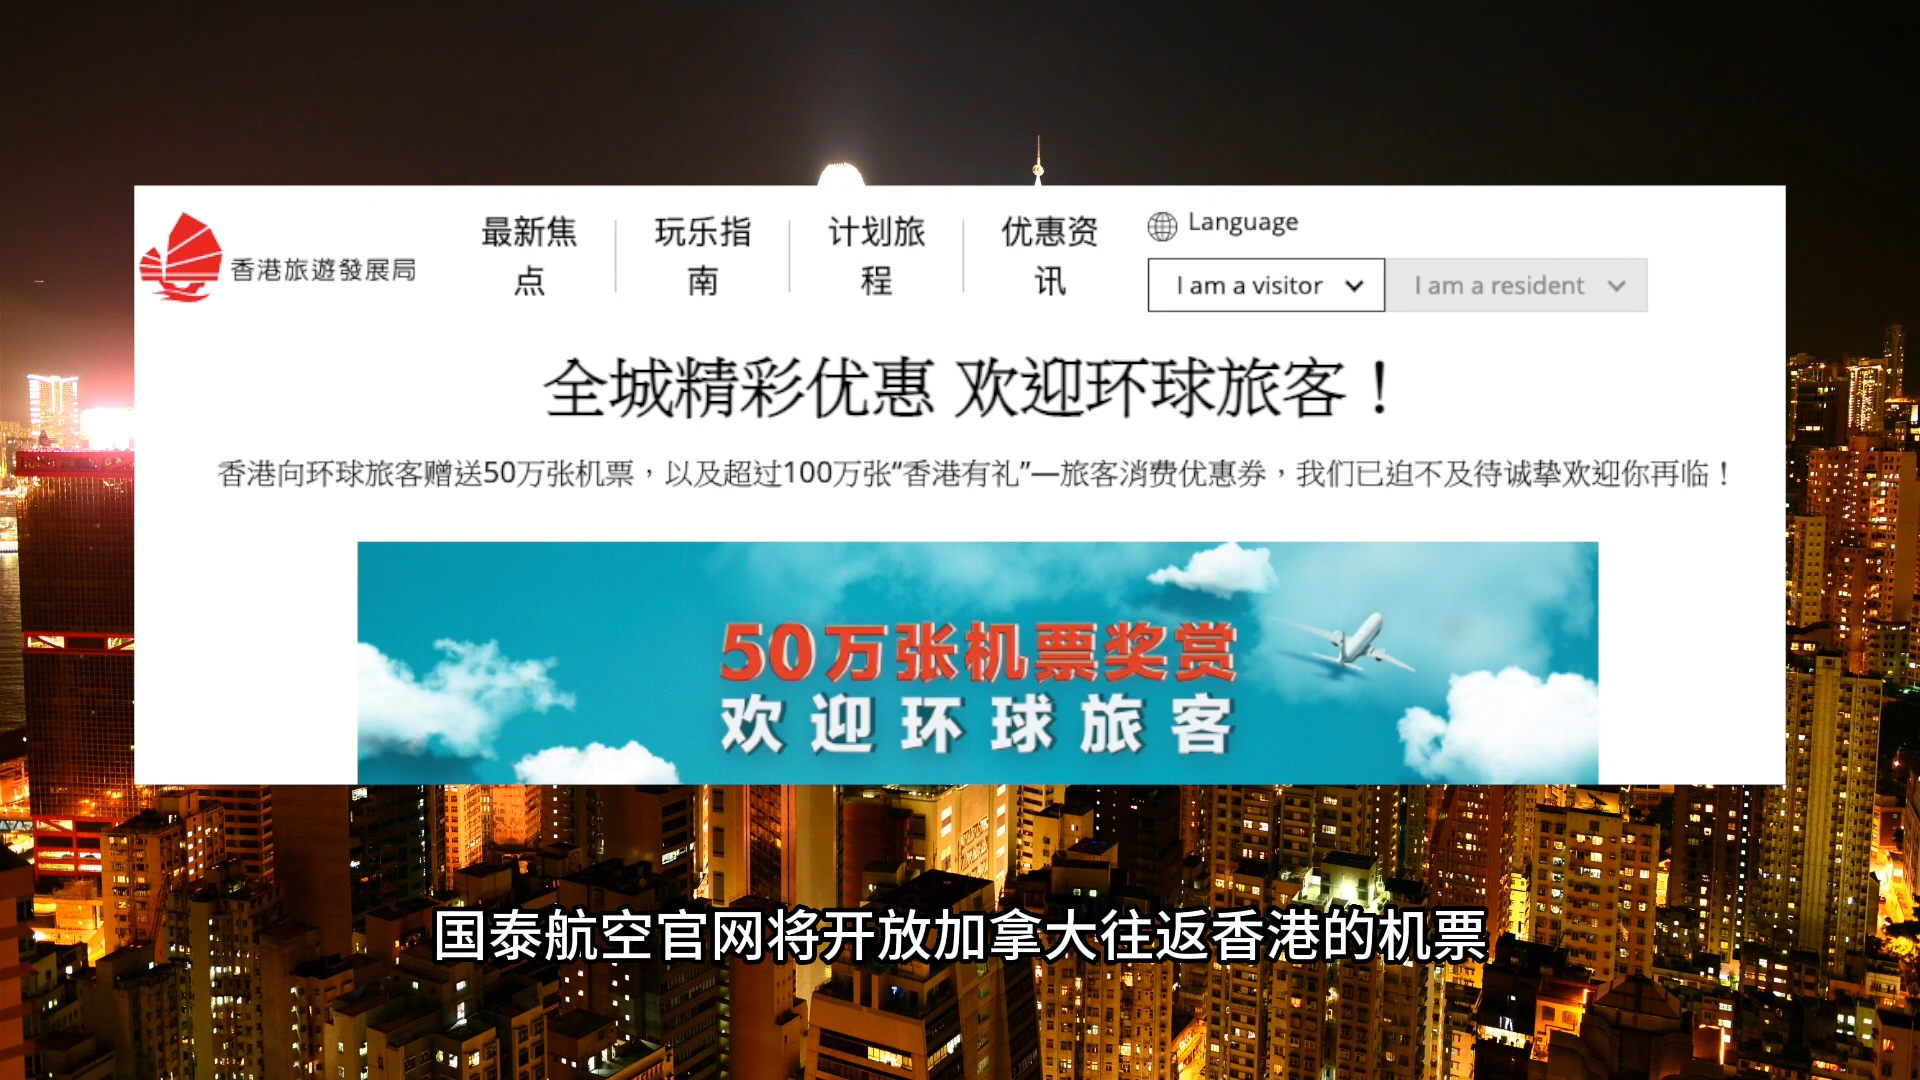 香港旅遊發展局
最新焦点
玩乐指南
计划旅程
优惠资讯
Language
I am a visitor
I am a resident
全城精彩优惠 欢迎环球旅客！
香港向环球旅客赠送50万张机票，以及超过100万张“香港有礼”—旅客消费优惠券，我们已迫不及待诚挚欢迎你再临！
50万张机票奖赏
欢迎环球旅客
国泰航空官网将开放加拿大往返香港的机票